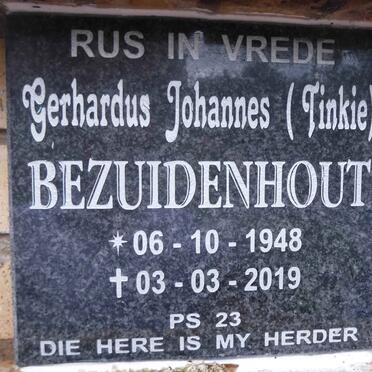 RUS IN VREDE
Gerhardus Johannes (Tinkie)
BEZUIDENHOUT
* 06 - 10 - 1948
✝ 03 - 03 - 2019
PS 23
DIE HERE IS MY HERDER